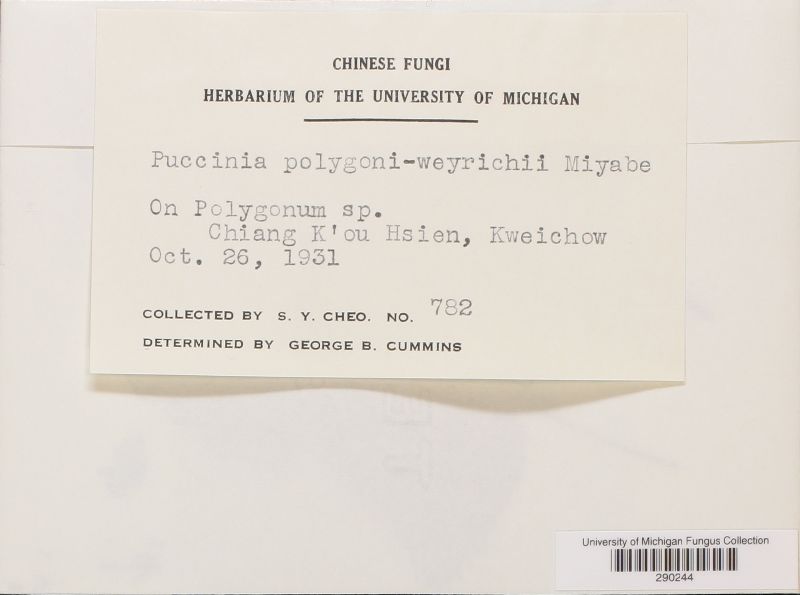 CHINESE FUNGI
HERBARIUM OF THE UNIVERSITY OF MICHIGAN
Puccinia polygoni-weyrichii Miyabe
On Polygonum sp.
Chiang K'ou Hsien, Kweichow
Oct. 26, 1931
COLLECTED BY S. Y. CHEO. NO. 782
DETERMINED BY GEORGE B. CUMMINS
University of Michigan Fungus Collection
290244